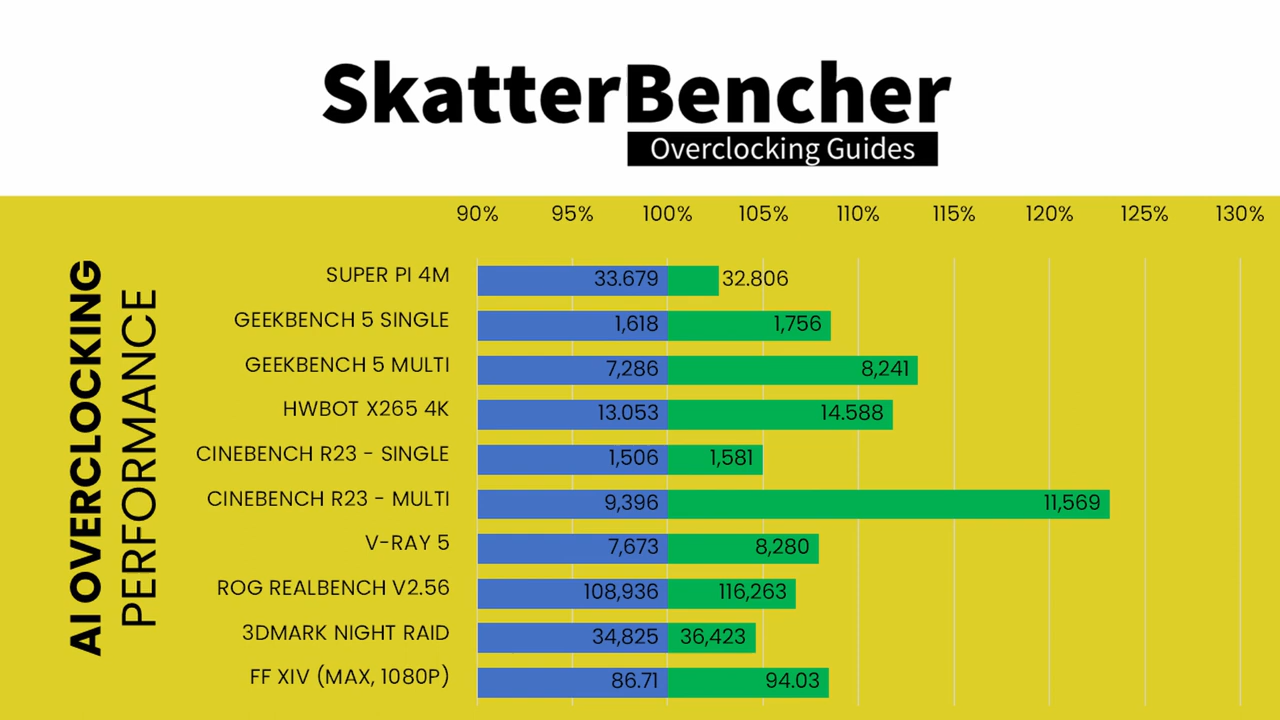 SkatterBencher
Overclocking Guides
90% 95% 100% 105% 110% 115% 120% 125% 130%
AI OVERCLOCKING
PERFORMANCE
SUPER PI 4M 33.679 32.806
GEEKBENCH 5 SINGLE 1,618 1,756
GEEKBENCH 5 MULTI 7,286 8,241
HWBOT X265 4K 13.053 14.588
CINEBENCH R23 - SINGLE 1,506 1,581
CINEBENCH R23 - MULTI 9,396 11,569
V-RAY 5 7,673 8,280
ROG REALBENCH V2.56 108,936 116,263
3DMARK NIGHT RAID 34,825 36,423
FF XIV (MAX, 1080P) 86.71 94.03